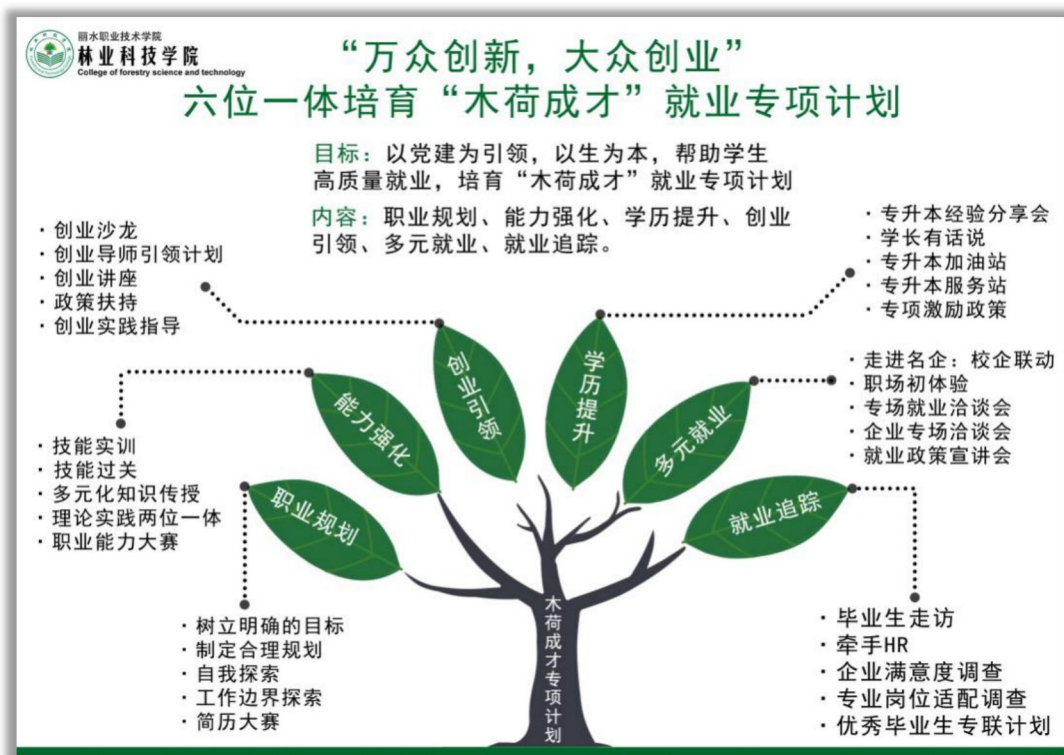 丽水职业技术学院
林业科技学院
College of forestry science and technology
“万众创新，大众创业”
六位一体培育“木荷成才”就业专项计划
目标：以党建为引领，以生为本，帮助学生
高质量就业，培育“木荷成才”就业专项计划
内容：职业规划、能力强化、学历提升、创业
引领、多元就业、就业追踪。
· 创业沙龙
· 创业导师引领计划
· 创业讲座
· 政策扶持
· 创业实践指导
· 专升本经验分享会
· 学长有话说
· 专升本加油站
· 专升本服务站
· 专项激励政策
· 技能实训
· 技能过关
· 多元化知识传授
· 理论实践两位一体
· 职业能力大赛
· 走进名企：校企联动
· 职场初体验
· 专场就业洽谈会
· 企业专场洽谈会
· 就业政策宣讲会
职业规划
能力强化
创业引领
学历提升
多元就业
就业追踪
木荷成才专项计划
· 树立明确的目标
· 制定合理规划
· 自我探索
· 工作边界探索
· 简历大赛
· 毕业生走访
· 牵手HR
· 企业满意度调查
· 专业岗位适配调查
· 优秀毕业生专联计划